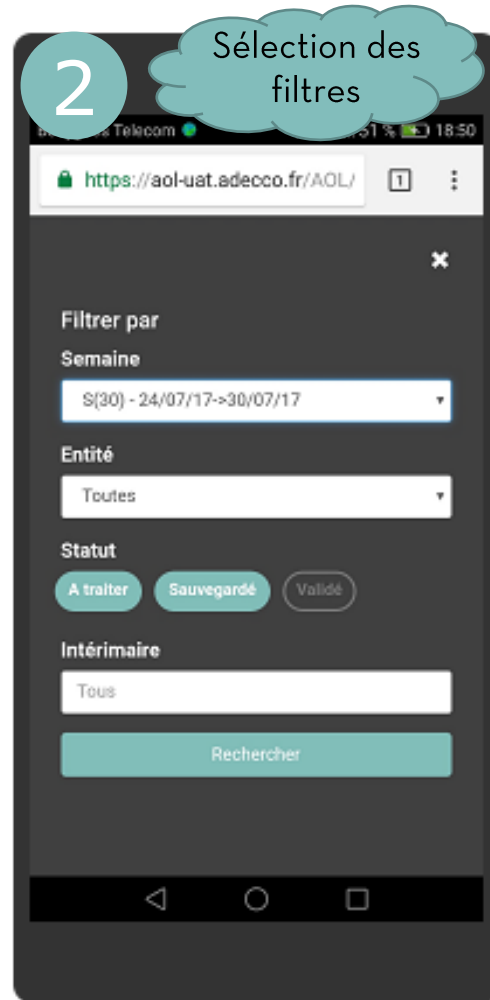 2
Sélection des
filtres
Telecom 51 % 18:50
https://aol-uat.adecco.fr/AOL/
1
Filtrer par
Semaine
S(30) - 24/07/17->30/07/17
Entité
Toutes
Statut
A traiter Sauvegardé Validé
Intérimaire
Tous
Rechercher